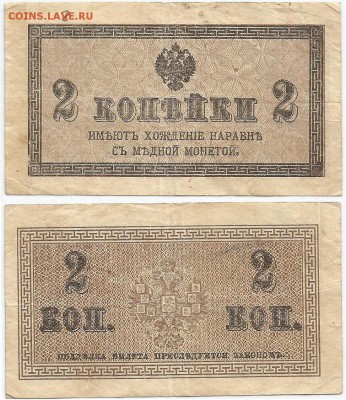 COINS.LAVE.RU
2 КОПѢЙКИ 2
ИМѢЮТЪ ХОЖДЕНІЕ НАРАВНѢ
СЪ МѢДНОЙ МОНЕТОЙ.
2 2
КОП. КОП.
ПОДДѢЛКА БИЛЕТА ПРЕСЛѢДУЕТСЯ ЗАКОНОМЪ.